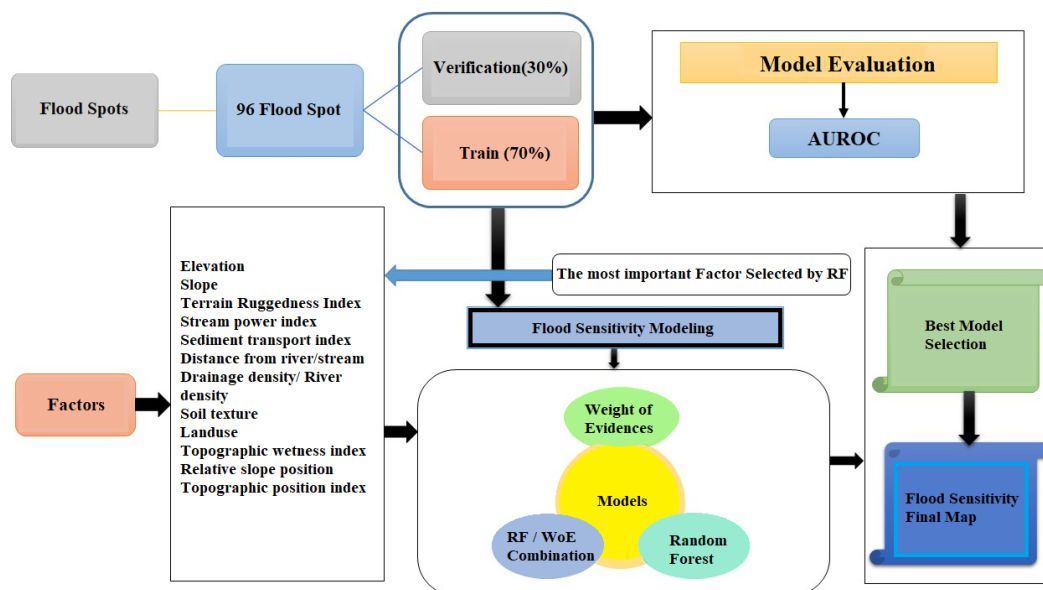 Flood Spots
96 Flood Spot
Verification(30%)
Train (70%)
Model Evaluation
AUROC
Factors
Elevation
Slope
Terrain Ruggedness Index
Stream power index
Sediment transport index
Distance from river/stream
Drainage density/ River
density
Soil texture
Landuse
Topographic wetness index
Relative slope position
Topographic position index
The most important Factor Selected by RF
Flood Sensitivity Modeling
Weight of
Evidences
Models
RF / WoE
Combination
Random
Forest
Best Model
Selection
Flood Sensitivity
Final Map